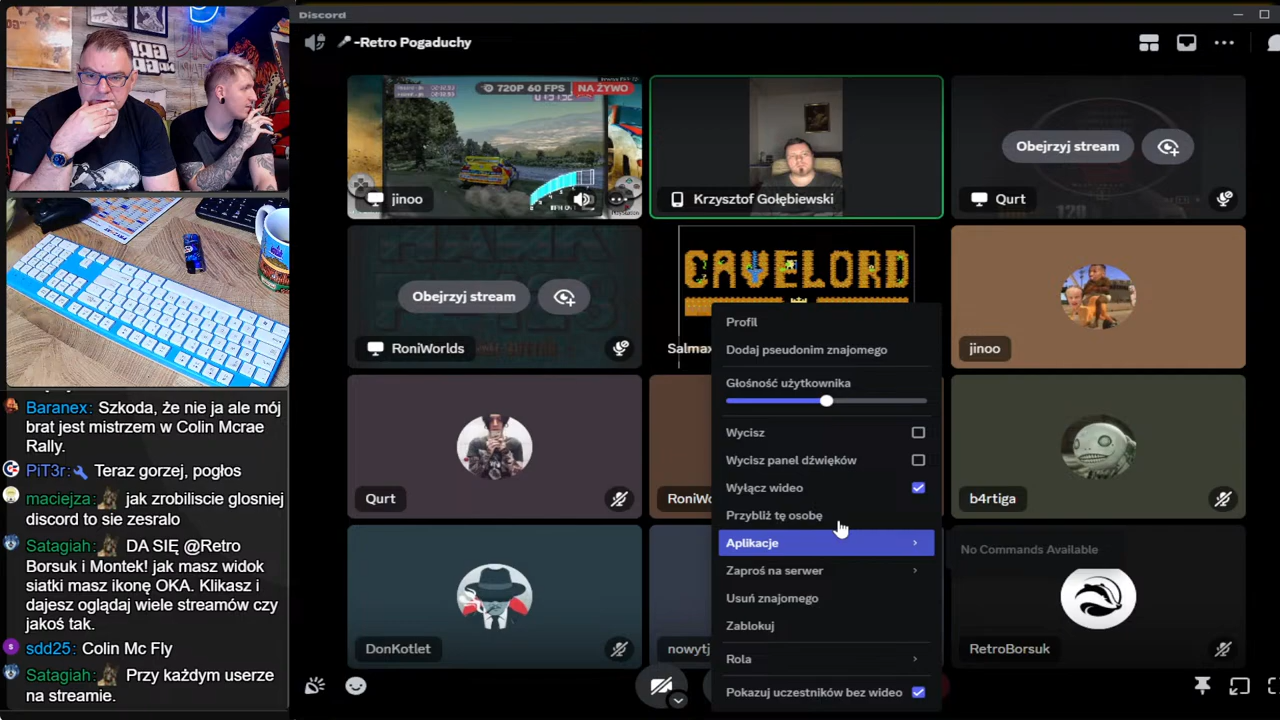 Discord
-Retro Pogaduchy
720P 60 FPS
NA ŻYWO
jinoo
Krzysztof Gołębiewski
Obejrzyj stream
Qurt
Obejrzyj stream
RoniWorlds
CAVELORD
Salmax
jinoo
Profil
Dodaj pseudonim znajomego
Głośność użytkownika
Wycisz
Wycisz panel dźwięków
Wyłącz wideo
Przybliż tę osobę
Aplikacje
Zaproś na serwer
Usuń znajomego
Zablokuj
Rola
Pokazuj uczestników bez wideo
Qurt
RoniWo
b4rtiga
No Commands Available
DonKotlet
nowytj
RetroBorsuk
Baranex: Szkoda, że nie ja ale mój
brat jest mistrzem w Colin Mcrae
Rally.
PiT3r: Teraz gorzej, pogłos
maciejza: jak zrobiliscie glosniej
discord to sie zesralo
Satagiah: DA SIĘ @Retro
Borsuk i Montek! jak masz widok
siatki masz ikonę OKA. Klikasz i
dajesz oglądaj wiele streamów czy
jakoś tak.
sdd25: Colin Mc Fly
Satagiah: Przy każdym userze
na streamie.